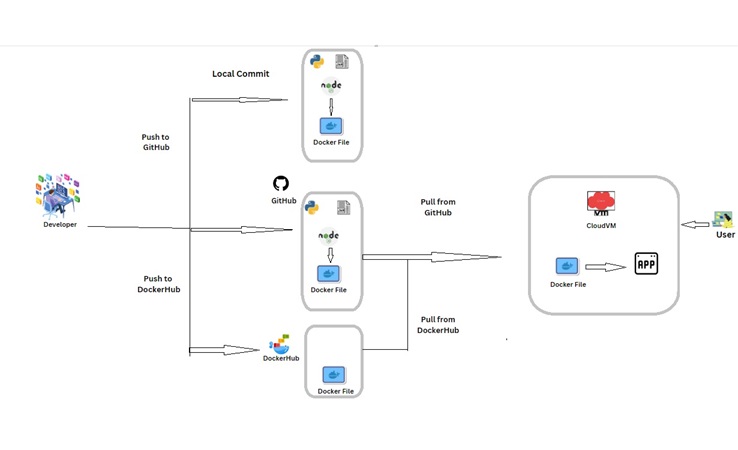 Local Commit
node
Docker File
Push to
GitHub
GitHub
Developer
node
Docker File
Push to
DockerHub
DockerHub
Docker File
Pull from
GitHub
Pull from
DockerHub
vm
CloudVM
Docker File
APP
User